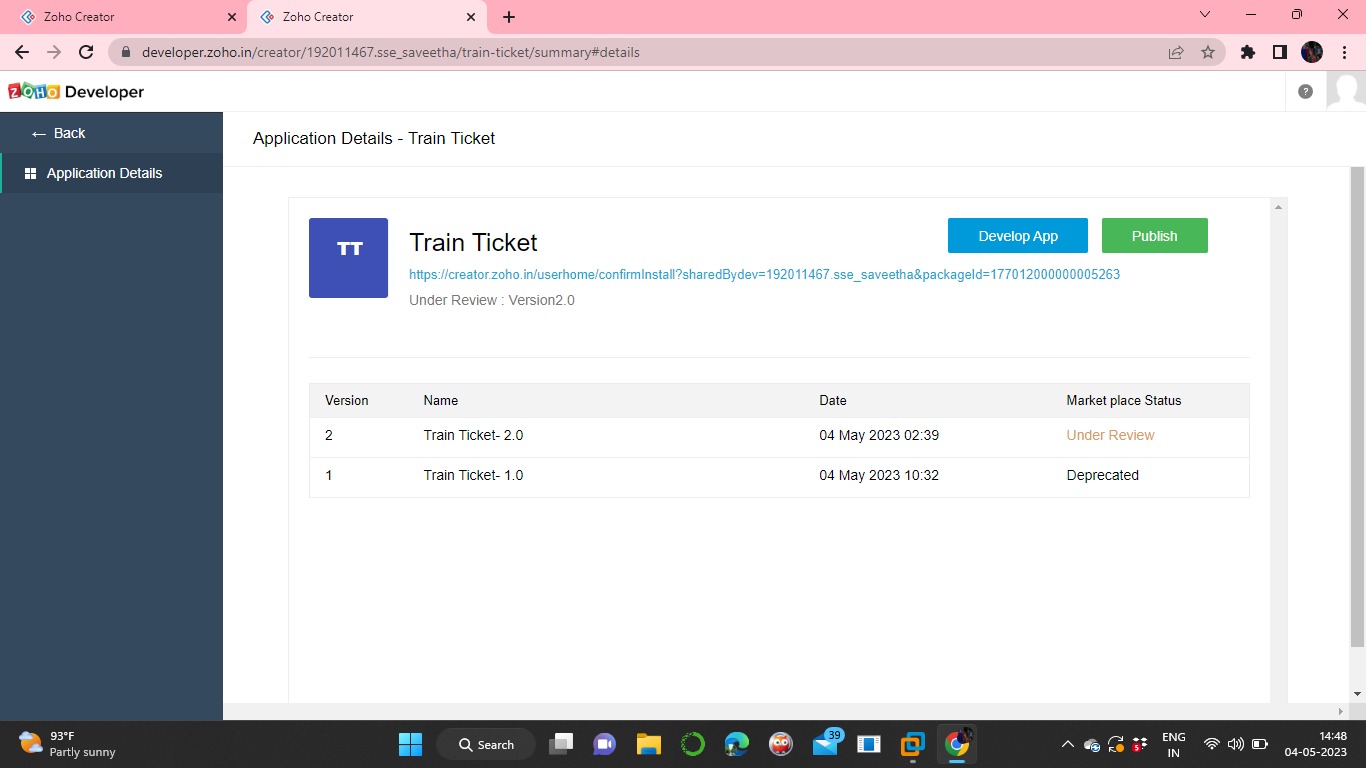 Zoho Creator
Zoho Creator
developer.zoho.in/creator/192011467.sse_saveetha/train-ticket/summary#details
ZOHO Developer
?
← Back
Application Details
Application Details - Train Ticket
TT
Train Ticket
Develop App
Publish
https://creator.zoho.in/userhome/confirmInstall?sharedBydev=192011467.sse_saveetha&packageId=177012000000005263
Under Review : Version2.0
Version Name Date Market place Status
2 Train Ticket- 2.0 04 May 2023 02:39 Under Review
1 Train Ticket- 1.0 04 May 2023 10:32 Deprecated
93°F
Partly sunny
Search
39
5
ENG
IN
14:48
04-05-2023